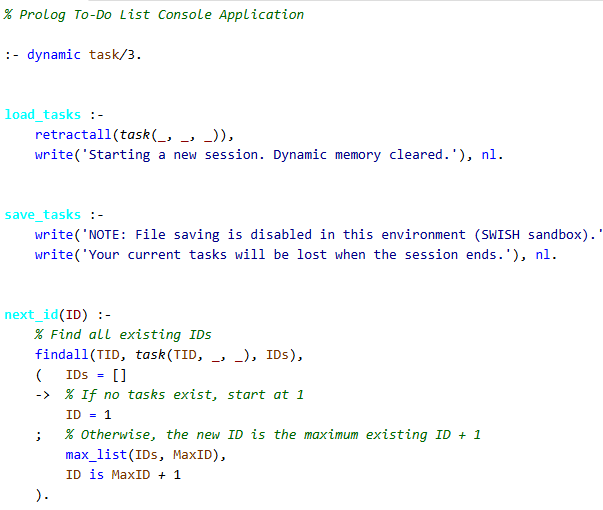 % Prolog To-Do List Console Application
:- dynamic task/3.
load_tasks :-
    retractall(task(_, _, _)),
    write('Starting a new session. Dynamic memory cleared.'), nl.
save_tasks :-
    write('NOTE: File saving is disabled in this environment (SWISH sandbox).'
    write('Your current tasks will be lost when the session ends.'), nl.
next_id(ID) :-
    % Find all existing IDs
    findall(TID, task(TID, _, _), IDs),
    (   IDs = []
    ->  % If no tasks exist, start at 1
        ID = 1
    ;   % Otherwise, the new ID is the maximum existing ID + 1
        max_list(IDs, MaxID),
        ID is MaxID + 1
    ).